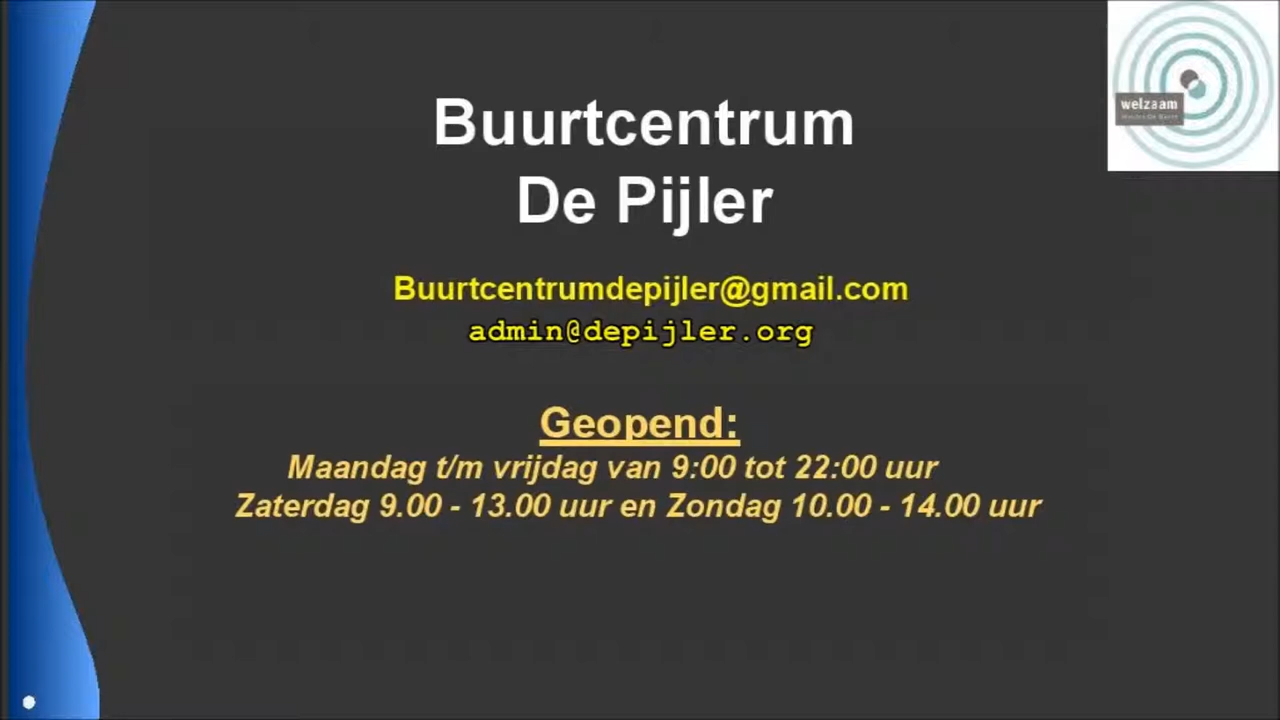 Buurtcentrum
De Pijler
welzaam
Buurtcentrumdepijler@gmail.com
admin@depijler.org
Geopend:
Maandag t/m vrijdag van 9:00 tot 22:00 uur
Zaterdag 9.00 - 13.00 uur en Zondag 10.00 - 14.00 uur